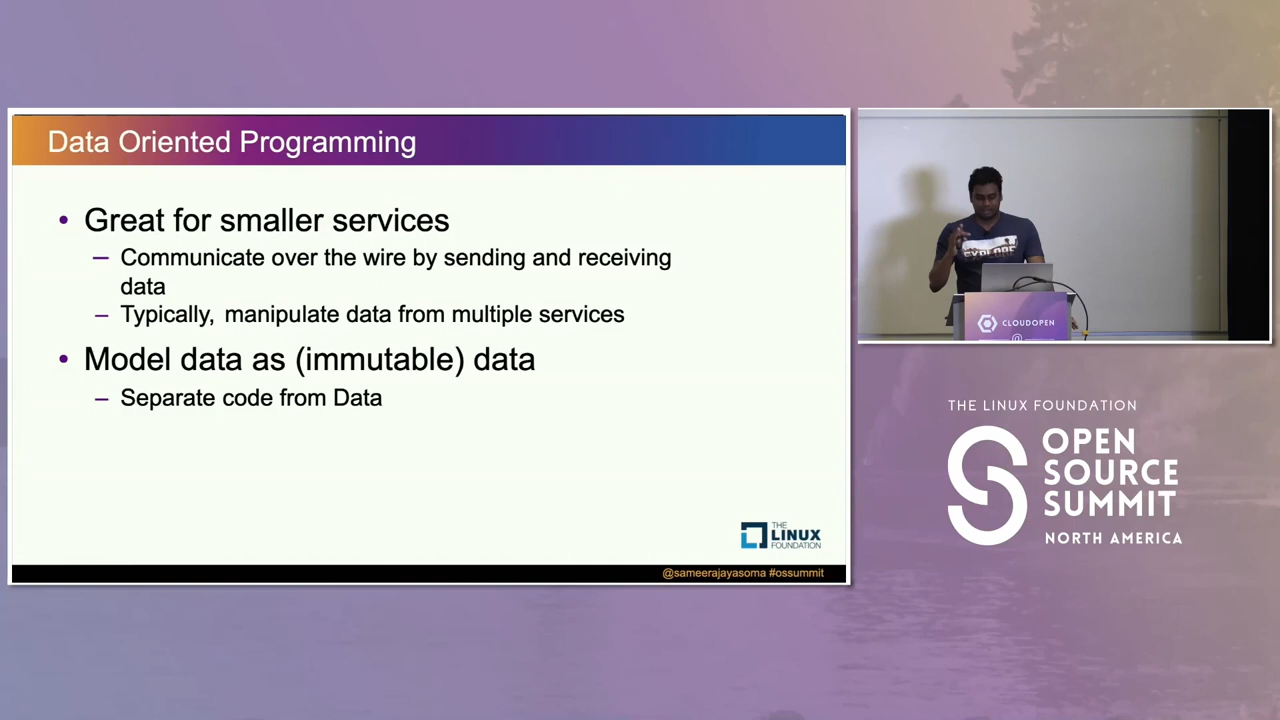 Data Oriented Programming
• Great for smaller services
– Communicate over the wire by sending and receiving
data
– Typically, manipulate data from multiple services
• Model data as (immutable) data
– Separate code from Data
THE
LINUX
FOUNDATION
@sameerajayasoma #ossummit
EXPLORE
CLOUDOPEN
THE LINUX FOUNDATION
OPEN
SOURCE
SUMMIT
NORTH AMERICA